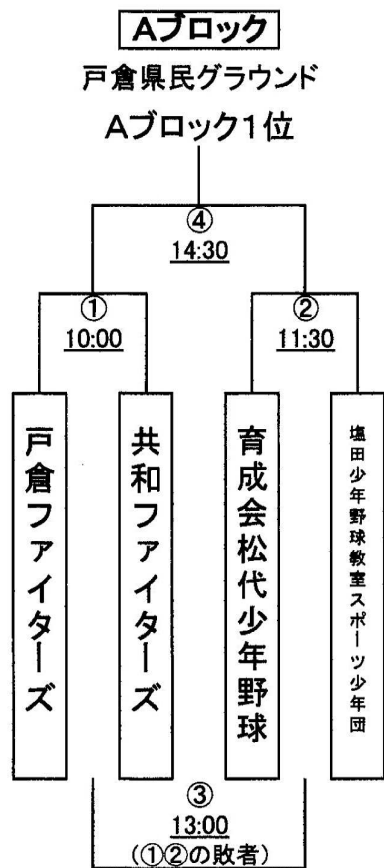 Aブロック
戸倉県民グラウンド
Aブロック1位
④
14:30
①
10:00
②
11:30
戸倉ファイターズ
共和ファイターズ
育成会松代少年野球
塩田少年野球教室スポーツ少年団
③
13:00
(①②の敗者)